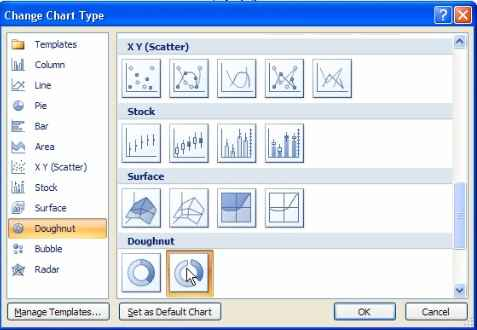 Change Chart Type
Templates
Column
Line
Pie
Bar
Area
X Y (Scatter)
Stock
Surface
Doughnut
Bubble
Radar
X Y (Scatter)
Stock
Surface
Doughnut
Manage Templates...
Set as Default Chart
OK
Cancel